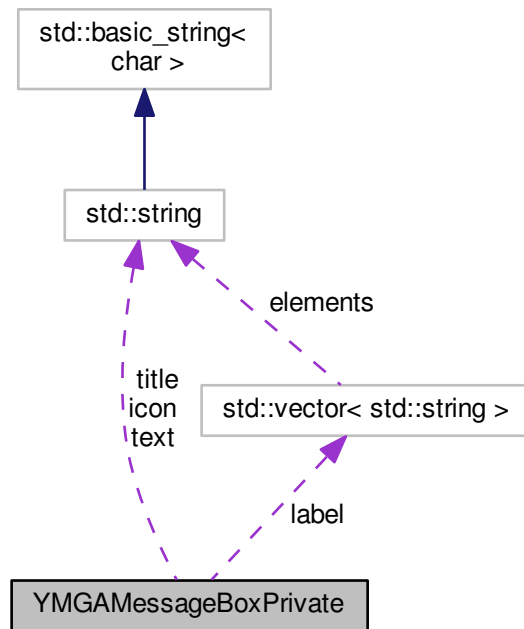 std::basic_string<
char >
std::string
elements
title
icon
text
std::vector< std::string >
label
YMGAMessageBoxPrivate